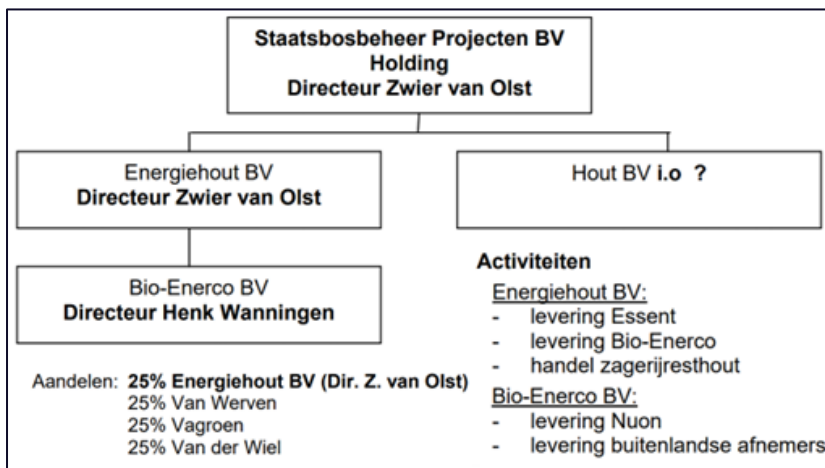 Staatsbosbeheer Projecten BV
Holding
Directeur Zwier van Olst
Energiehout BV
Directeur Zwier van Olst
Hout BV i.o ?
Bio-Enerco BV
Directeur Henk Wanningen
Aandelen: 25% Energiehout BV (Dir. Z. van Olst)
25% Van Werven
25% Vagroen
25% Van der Wiel
Activiteiten
Energiehout BV:
- levering Essent
- levering Bio-Enerco
- handel zagerijresthout
Bio-Enerco BV:
- levering Nuon
- levering buitenlandse afnemers